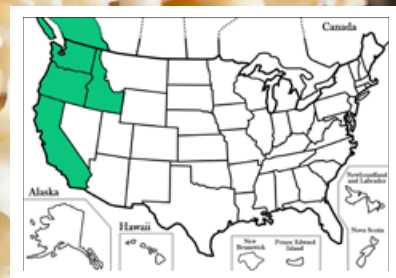 Canada
Newfoundland
and Labrador
Alaska
Hawaii
Nova Scotia
New
Brunswick
Prince Edward
Island